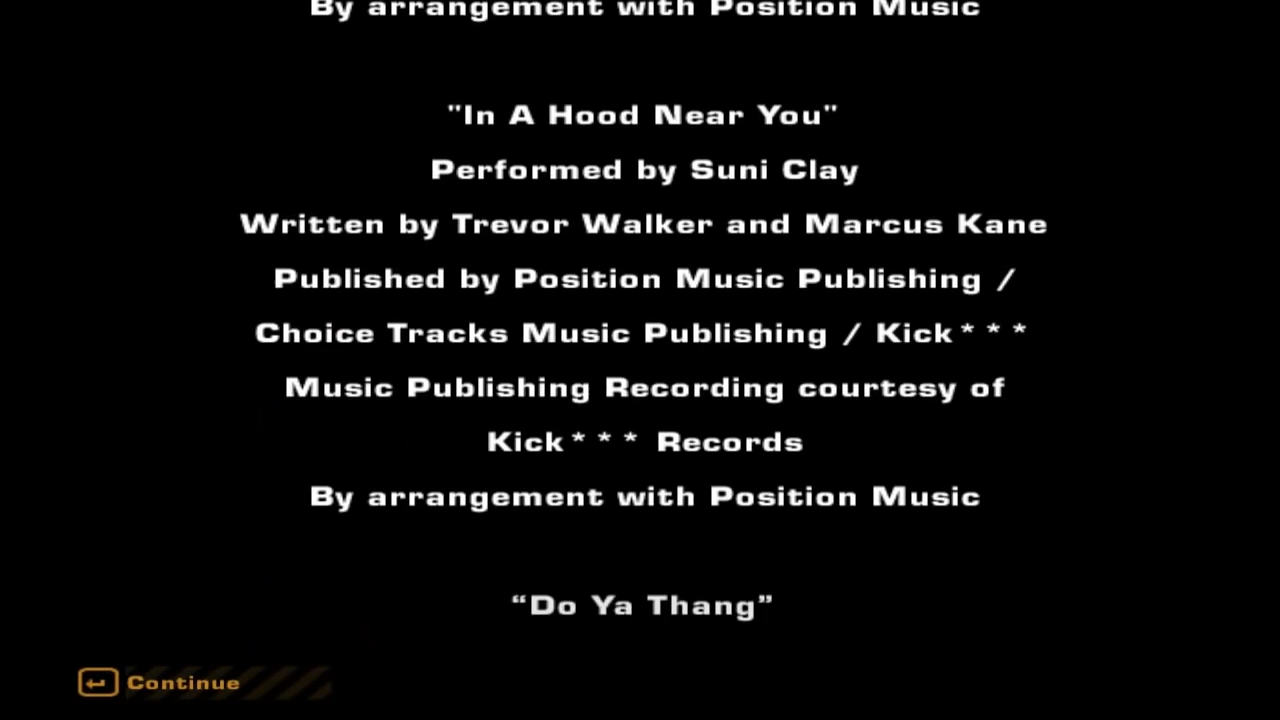 By arrangement with Position Music
"In A Hood Near You"
Performed by Suni Clay
Written by Trevor Walker and Marcus Kane
Published by Position Music Publishing /
Choice Tracks Music Publishing / Kick***
Music Publishing Recording courtesy of
Kick*** Records
By arrangement with Position Music
“Do Ya Thang”
Continue